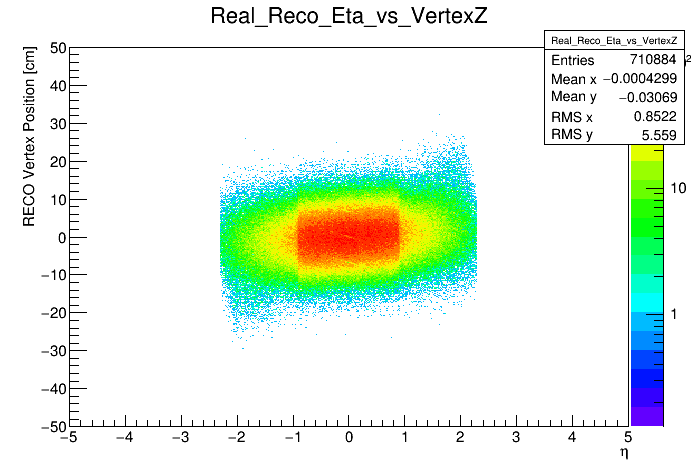 Real_Reco_Eta_vs_VertexZ
Real_Reco_Eta_vs_VertexZ
Entries 710884
Mean x −0.0004299
Mean y −0.03069
RMS x 0.8522
RMS y 5.559
2
10
1
RECO Vertex Position [cm]
50
40
30
20
10
0
−10
−20
−30
−40
−50
−5 −4 −3 −2 −1 0 1 2 3 4 5
η